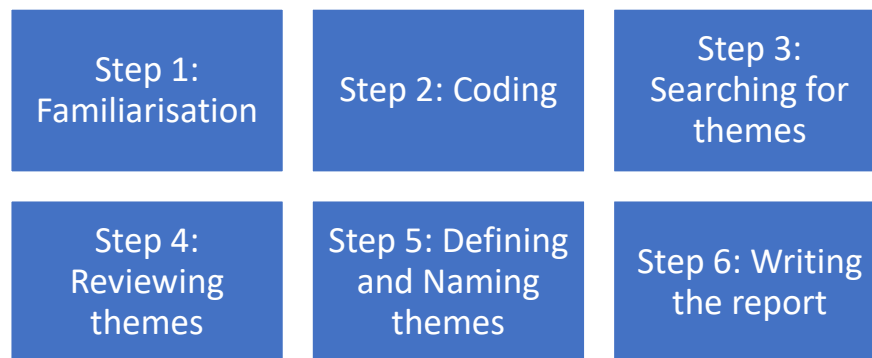 Step 1:
Familiarisation
Step 2: Coding
Step 3:
Searching for
themes
Step 4:
Reviewing
themes
Step 5: Defining
and Naming
themes
Step 6: Writing
the report